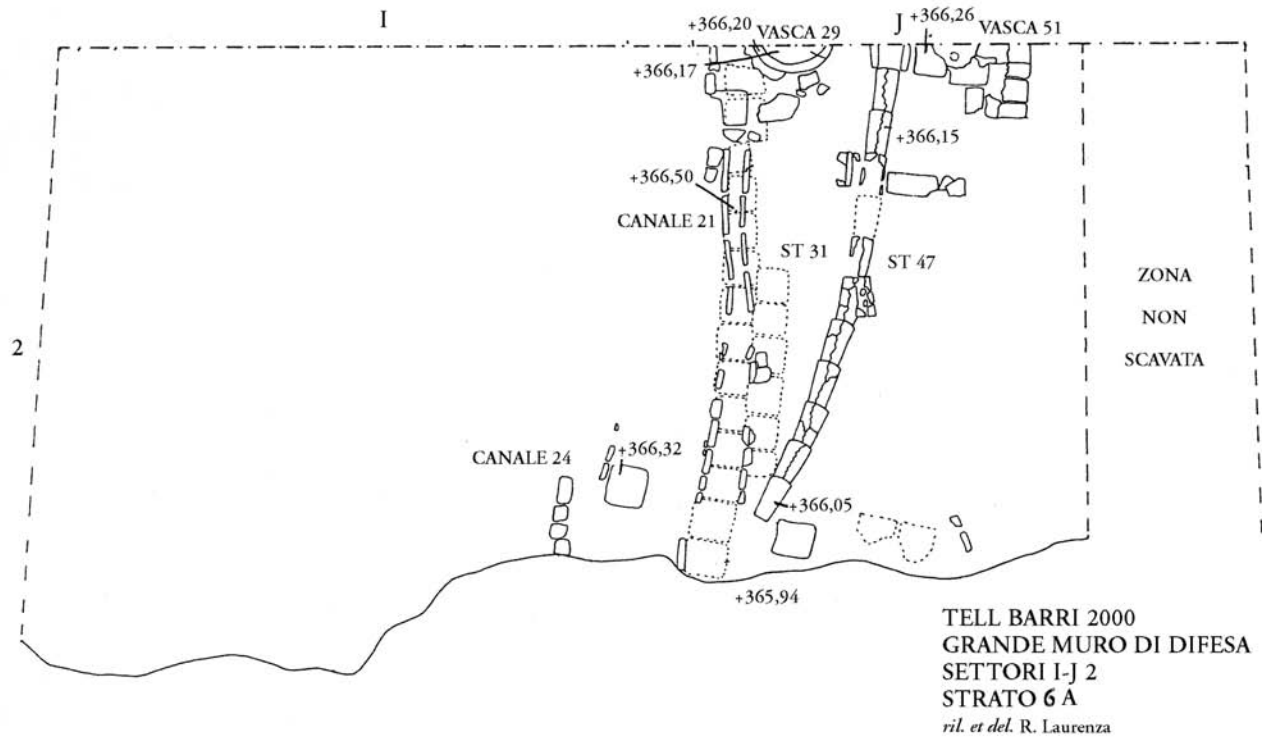 I
J
+366,20
VASCA 29
+366,26
VASCA 51
+366,17
+366,15
+366,50
CANALE 21
ST 31
ST 47
2
ZONA
NON
SCAVATA
+366,32
CANALE 24
+366,05
+365,94
TELL BARRI 2000
GRANDE MURO DI DIFESA
SETTORI I-J 2
STRATO 6 A
ril. et del. R. Laurenza